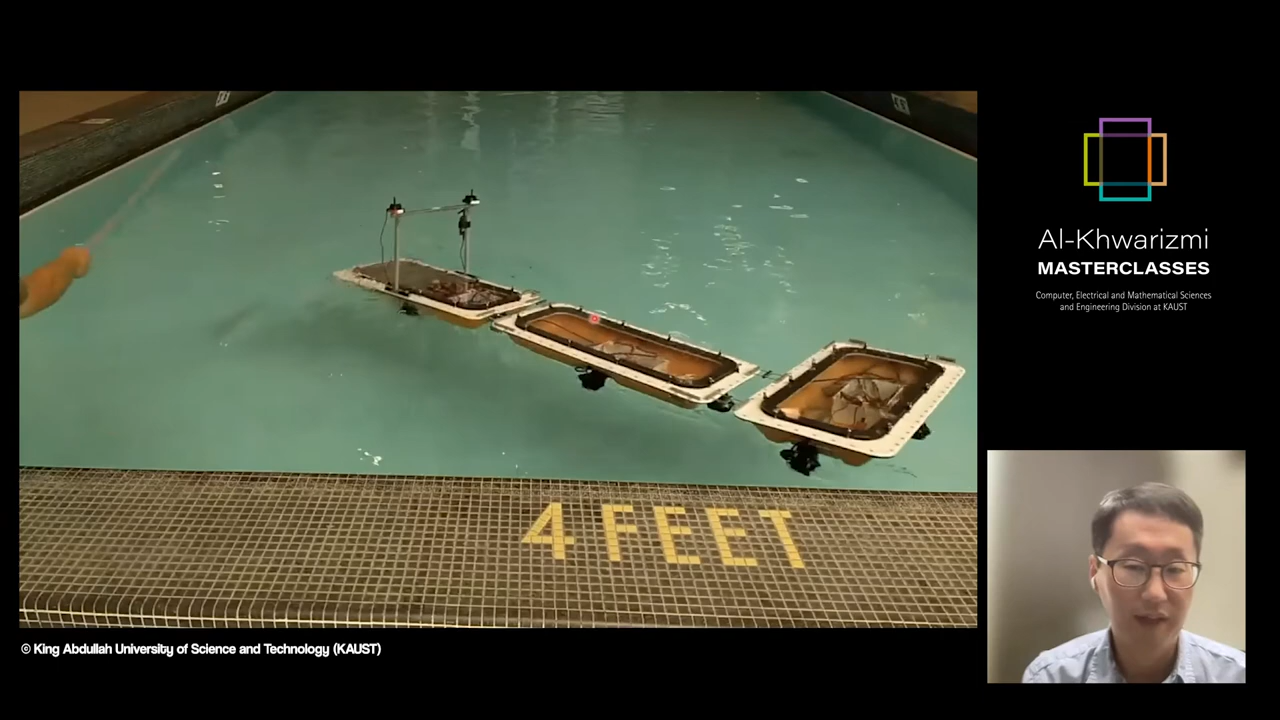 4 FEET
© King Abdullah University of Science and Technology (KAUST)
Al-Khwarizmi
MASTERCLASSES
Computer, Electrical and Mathematical Sciences
and Engineering Division at KAUST